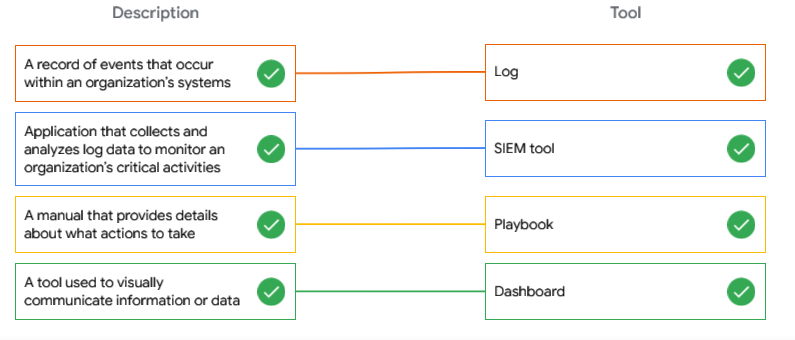 Description
Tool
A record of events that occur
within an organization's systems
Log
Application that collects and
analyzes log data to monitor an
organization's critical activities
SIEM tool
A manual that provides details
about what actions to take
Playbook
A tool used to visually
communicate information or data
Dashboard